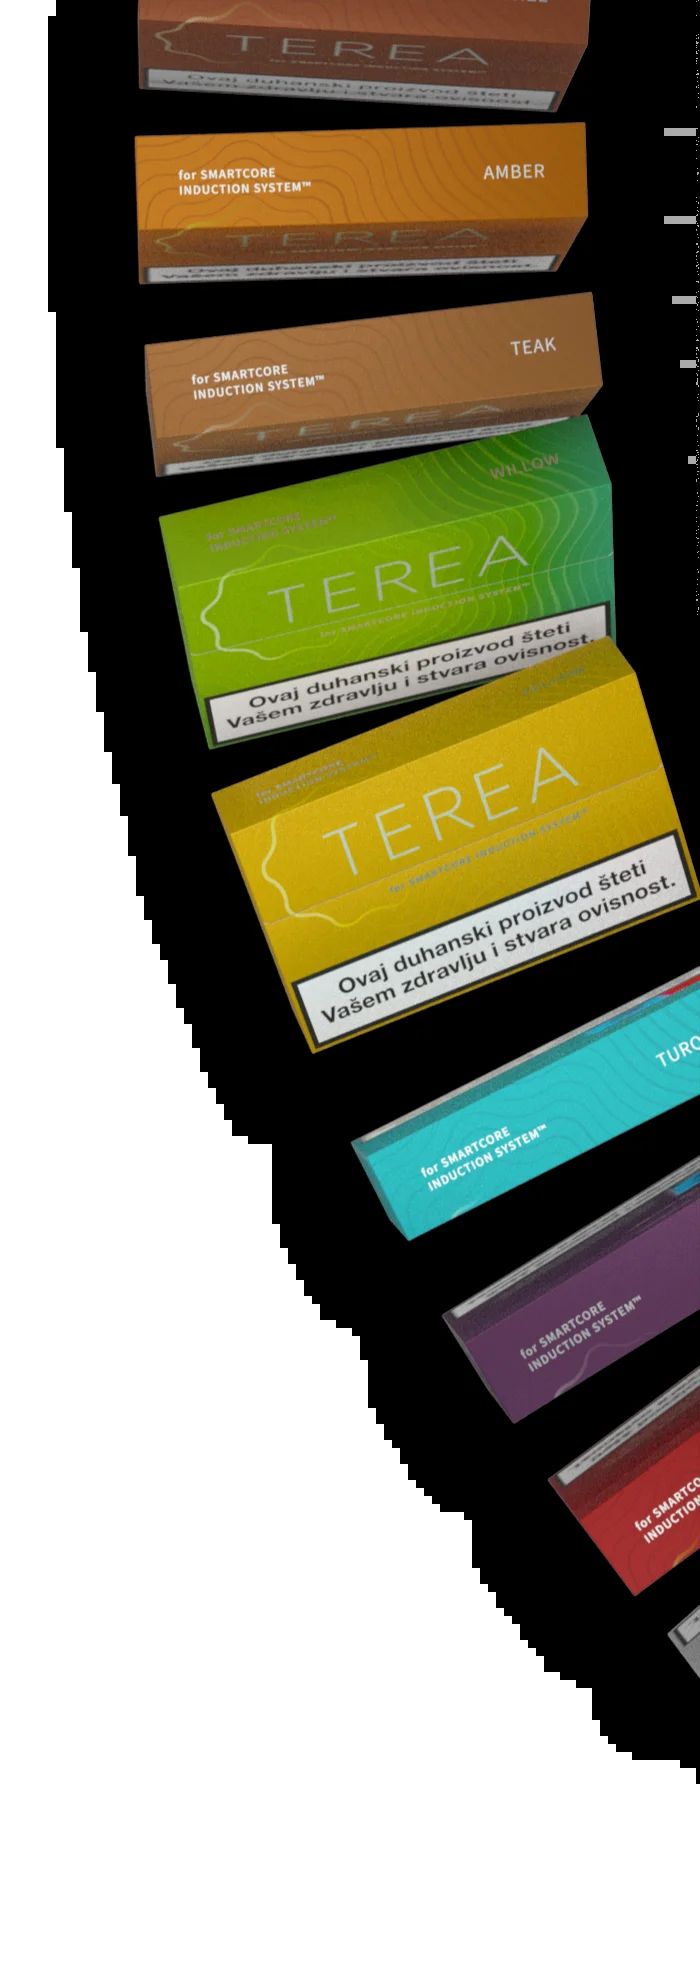 TEREA
Ovaj duhanski proizvod šteti
Vašem zdravlju i stvara ovisnost.
for SMARTCORE
INDUCTION SYSTEM™
AMBER
TEREA
Ovaj duhanski proizvod šteti
Vašem zdravlju i stvara ovisnost.
for SMARTCORE
INDUCTION SYSTEM™
TEAK
TEREA
for SMARTCORE
INDUCTION SYSTEM™
WILLOW
TEREA
for SMARTCORE INDUCTION SYSTEM™
Ovaj duhanski proizvod šteti
Vašem zdravlju i stvara ovisnost.
for SMARTCORE
INDUCTION SYSTEM™
TEREA
for SMARTCORE INDUCTION SYSTEM™
Ovaj duhanski proizvod šteti
Vašem zdravlju i stvara ovisnost.
for SMARTCORE
INDUCTION SYSTEM™
TURQ
for SMARTCORE
INDUCTION SYSTEM™
for SMARTCO
INDUCTION